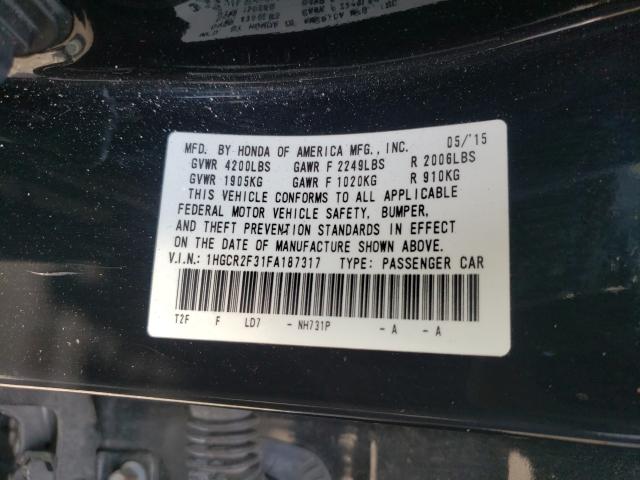 MFD. BY HONDA OF AMERICA MFG., INC. 05/'15
GVWR 4200LBS GAWR F 2249LBS R 2006LBS
GVWR 1905KG GAWR F 1020KG R 910KG
THIS VEHICLE CONFORMS TO ALL APPLICABLE
FEDERAL MOTOR VEHICLE SAFETY, BUMPER,
AND THEFT PREVENTION STANDARDS IN EFFECT
ON THE DATE OF MANUFACTURE SHOWN ABOVE.
V.I.N.: 1HGCR2F31FA187317 TYPE: PASSENGER CAR
T2F F LD7 - NH731P - A - A